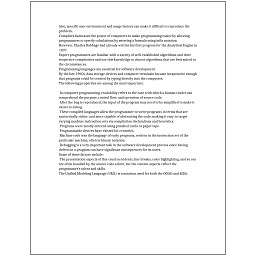 Also, specific user environment and usage history can make it difficult to reproduce the
problem.
Compilers harnessed the power of computers to make programming easier by allowing
programmers to specify calculations by entering a formula using infix notation.
However, Charles Babbage had already written his first program for the Analytical Engine in
1837.
Expert programmers are familiar with a variety of well-established algorithms and their
respective complexities and use this knowledge to choose algorithms that are best suited to
the circumstances.
Programming languages are essential for software development.
By the late 1960s, data storage devices and computer terminals became inexpensive enough
that programs could be created by typing directly into the computers.
The following properties are among the most important:
In computer programming, readability refers to the ease with which a human reader can
comprehend the purpose, control flow, and operation of source code.
After the bug is reproduced, the input of the program may need to be simplified to make it
easier to debug.
These compiled languages allow the programmer to write programs in terms that are
syntactically richer, and more capable of abstracting the code, making it easy to target
varying machine instruction sets via compilation declarations and heuristics.
Programs were mostly entered using punched cards or paper tape.
Programmable devices have existed for centuries.
Machine code was the language of early programs, written in the instruction set of the
particular machine, often in binary notation.
Debugging is a very important task in the software development process since having
defects in a program can have significant consequences for its users.
Some of these factors include:
The presentation aspects of this (such as indents, line breaks, color highlighting, and so on)
are often handled by the source code editor, but the content aspects reflect the
programmer's talent and skills.
The Unified Modeling Language (UML) is a notation used for both the OOAD and MDA.